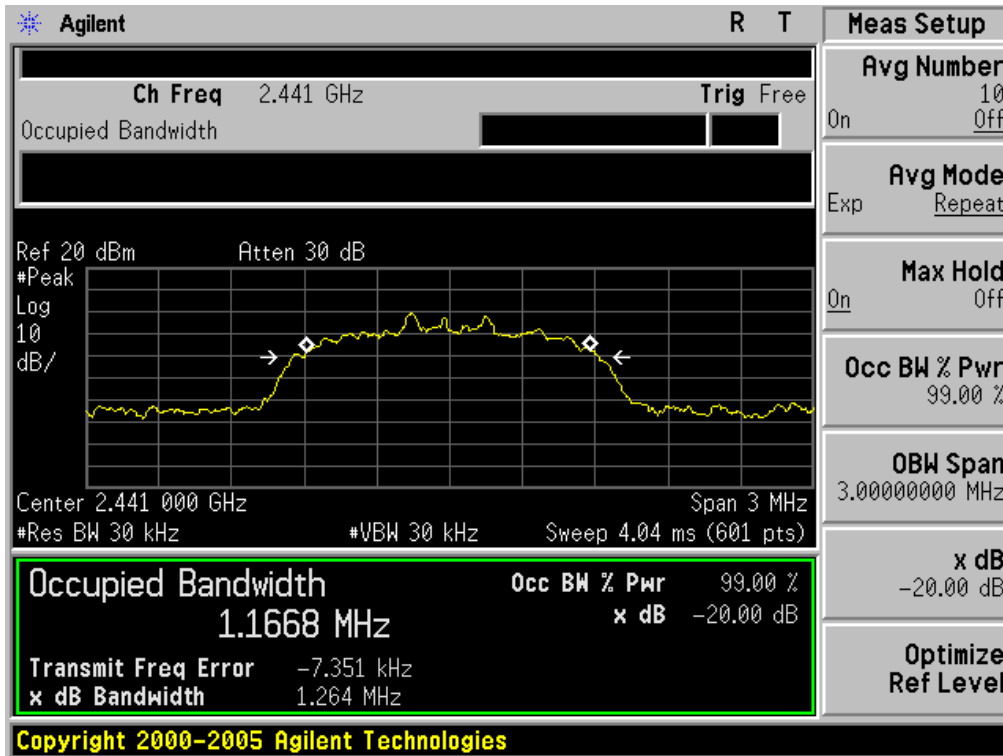 Agilent R T
Ch Freq 2.441 GHz Trig Free
Occupied Bandwidth
Ref 20 dBm Atten 30 dB
#Peak
Log
10
dB/
Center 2.441 000 GHz Span 3 MHz
#Res BW 30 kHz #VBW 30 kHz Sweep 4.04 ms (601 pts)
Occupied Bandwidth Occ BW % Pwr 99.00 %
1.1668 MHz x dB -20.00 dB
Transmit Freq Error -7.351 kHz
x dB Bandwidth 1.264 MHz
Copyright 2000-2005 Agilent Technologies
Meas Setup
Avg Number
10
On Off
Avg Mode
Exp Repeat
Max Hold
On Off
Occ BW % Pwr
99.00 %
OBW Span
3.00000000 MHz
x dB
-20.00 dB
Optimize
Ref Level